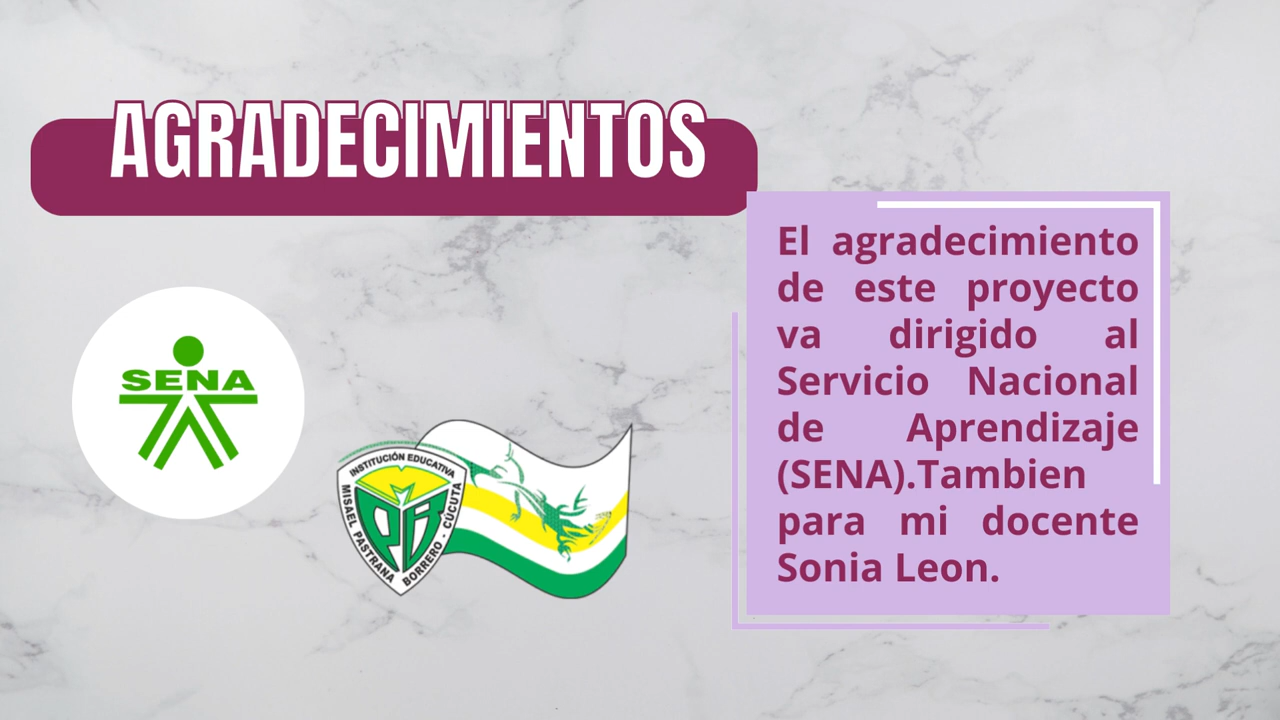 AGRADECIMIENTOS
El agradecimiento
de este proyecto
va dirigido al
Servicio Nacional
de Aprendizaje
(SENA).Tambien
para mi docente
Sonia Leon.
SENA
INSTITUCIÓN EDUCATIVA
MISAEL PASTRANA BORRERO - CÚCUTA